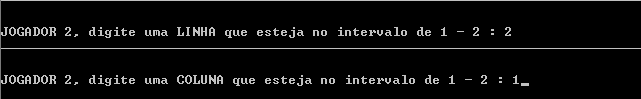 JOGADOR 2, digite uma LINHA que esteja no intervalo de 1 - 2 : 2
JOGADOR 2, digite uma COLUNA que esteja no intervalo de 1 - 2 : 1_